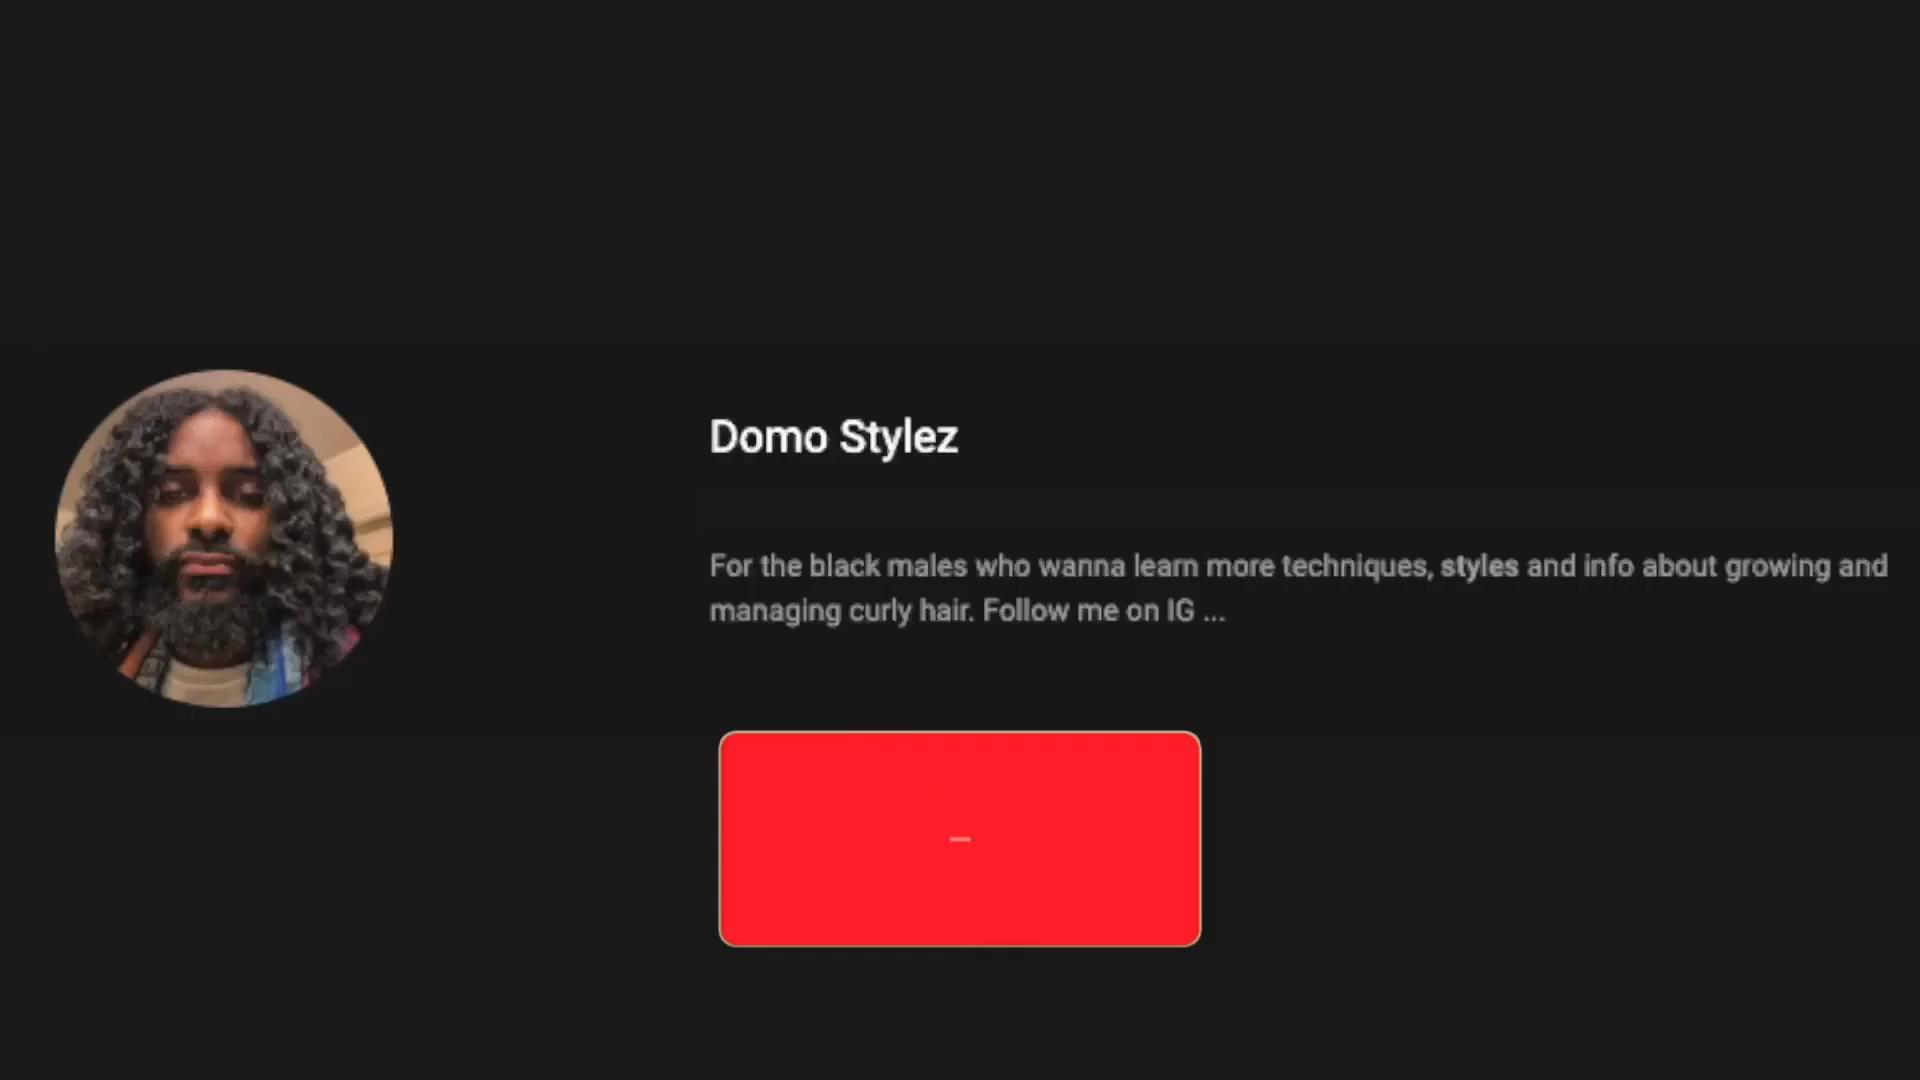 Domo Stylez
For the black males who wanna learn more techniques, styles and info about growing and
managing curly hair. Follow me on IG ...